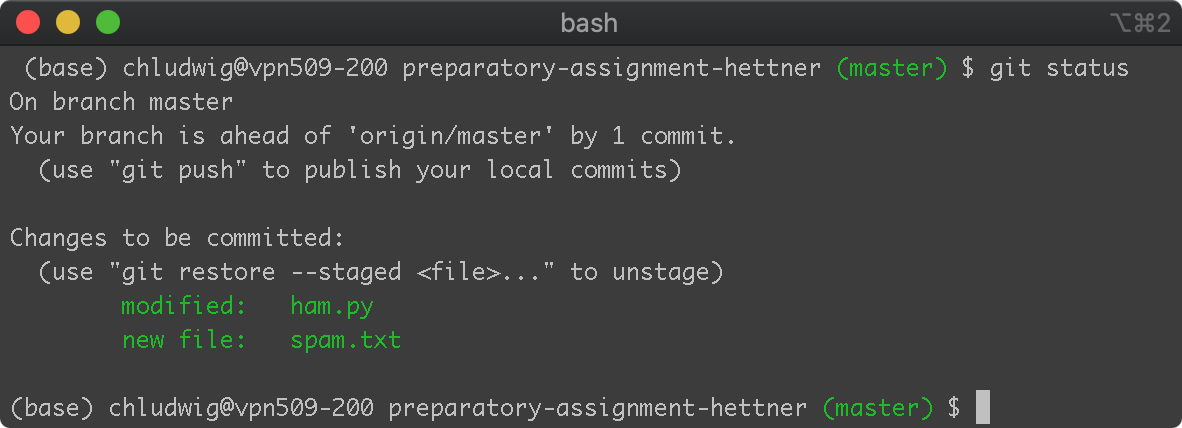 bash
⌥⌘2
(base) chludwig@vpn509-200 preparatory-assignment-hettner (master) $ git status
On branch master
Your branch is ahead of 'origin/master' by 1 commit.
  (use "git push" to publish your local commits)
Changes to be committed:
  (use "git restore --staged <file>..." to unstage)
        modified:   ham.py
        new file:   spam.txt
(base) chludwig@vpn509-200 preparatory-assignment-hettner (master) $